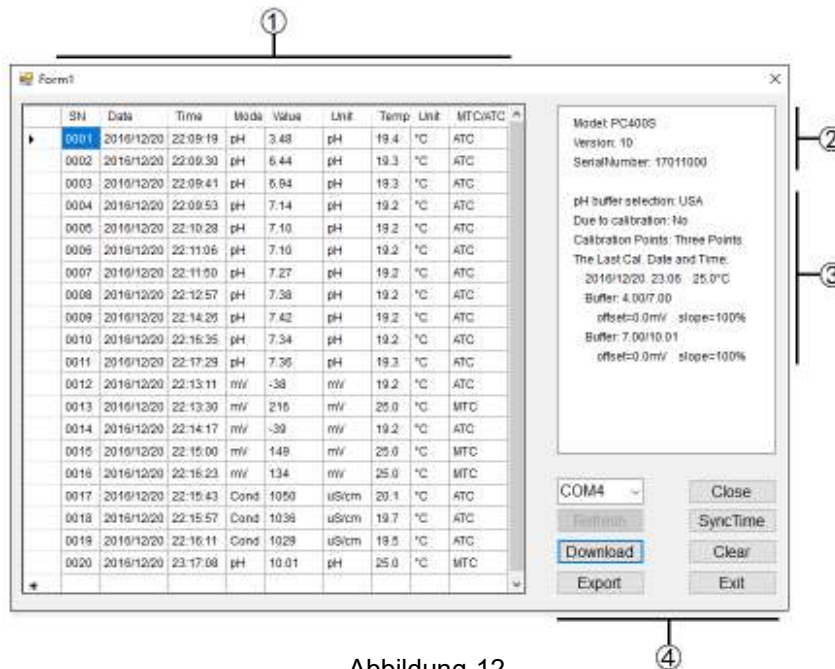 ①
Form1
SN Date Time Mode Value Unit Temp Unit MTC/ATC
0001 2016/12/20 22:09:19 pH 3.48 pH 19.4 °C ATC
0002 2016/12/20 22:09:30 pH 6.44 pH 19.3 °C ATC
0003 2016/12/20 22:09:41 pH 6.94 pH 19.3 °C ATC
0004 2016/12/20 22:09:53 pH 7.14 pH 19.2 °C ATC
0005 2016/12/20 22:10:28 pH 7.10 pH 19.2 °C ATC
0006 2016/12/20 22:11:06 pH 7.10 pH 19.2 °C ATC
0007 2016/12/20 22:11:50 pH 7.27 pH 19.2 °C ATC
0008 2016/12/20 22:12:57 pH 7.38 pH 19.2 °C ATC
0009 2016/12/20 22:14:26 pH 7.42 pH 19.2 °C ATC
0010 2016/12/20 22:16:35 pH 7.34 pH 19.2 °C ATC
0011 2016/12/20 22:17:29 pH 7.36 pH 19.3 °C ATC
0012 2016/12/20 22:13:11 mV -38 mV 19.2 °C ATC
0013 2016/12/20 22:13:30 mV 216 mV 25.0 °C MTC
0014 2016/12/20 22:14:17 mV -39 mV 19.2 °C ATC
0015 2016/12/20 22:15:00 mV 149 mV 25.0 °C MTC
0016 2016/12/20 22:16:23 mV 134 mV 25.0 °C MTC
0017 2016/12/20 22:15:43 Cond 1050 uS/cm 20.1 °C ATC
0018 2016/12/20 22:15:57 Cond 1036 uS/cm 19.7 °C ATC
0019 2016/12/20 22:16:11 Cond 1029 uS/cm 19.5 °C ATC
0020 2016/12/20 23:17:08 pH 10.01 pH 25.0 °C MTC
Model: PC400S
Version: 10
SerialNumber: 17011000
②
pH buffer selection: USA
Due to calibration: No
Calibration Points: Three Points
The Last Cal. Date and Time:
2016/12/20 23:06 25.0°C
Buffer: 4.00/7.00
offset=0.0mV slope=100%
Buffer: 7.00/10.01
offset=0.0mV slope=100%
③
COM4 Close
Refresh SyncTime
Download Clear
Export Exit
④
Abbildung 12